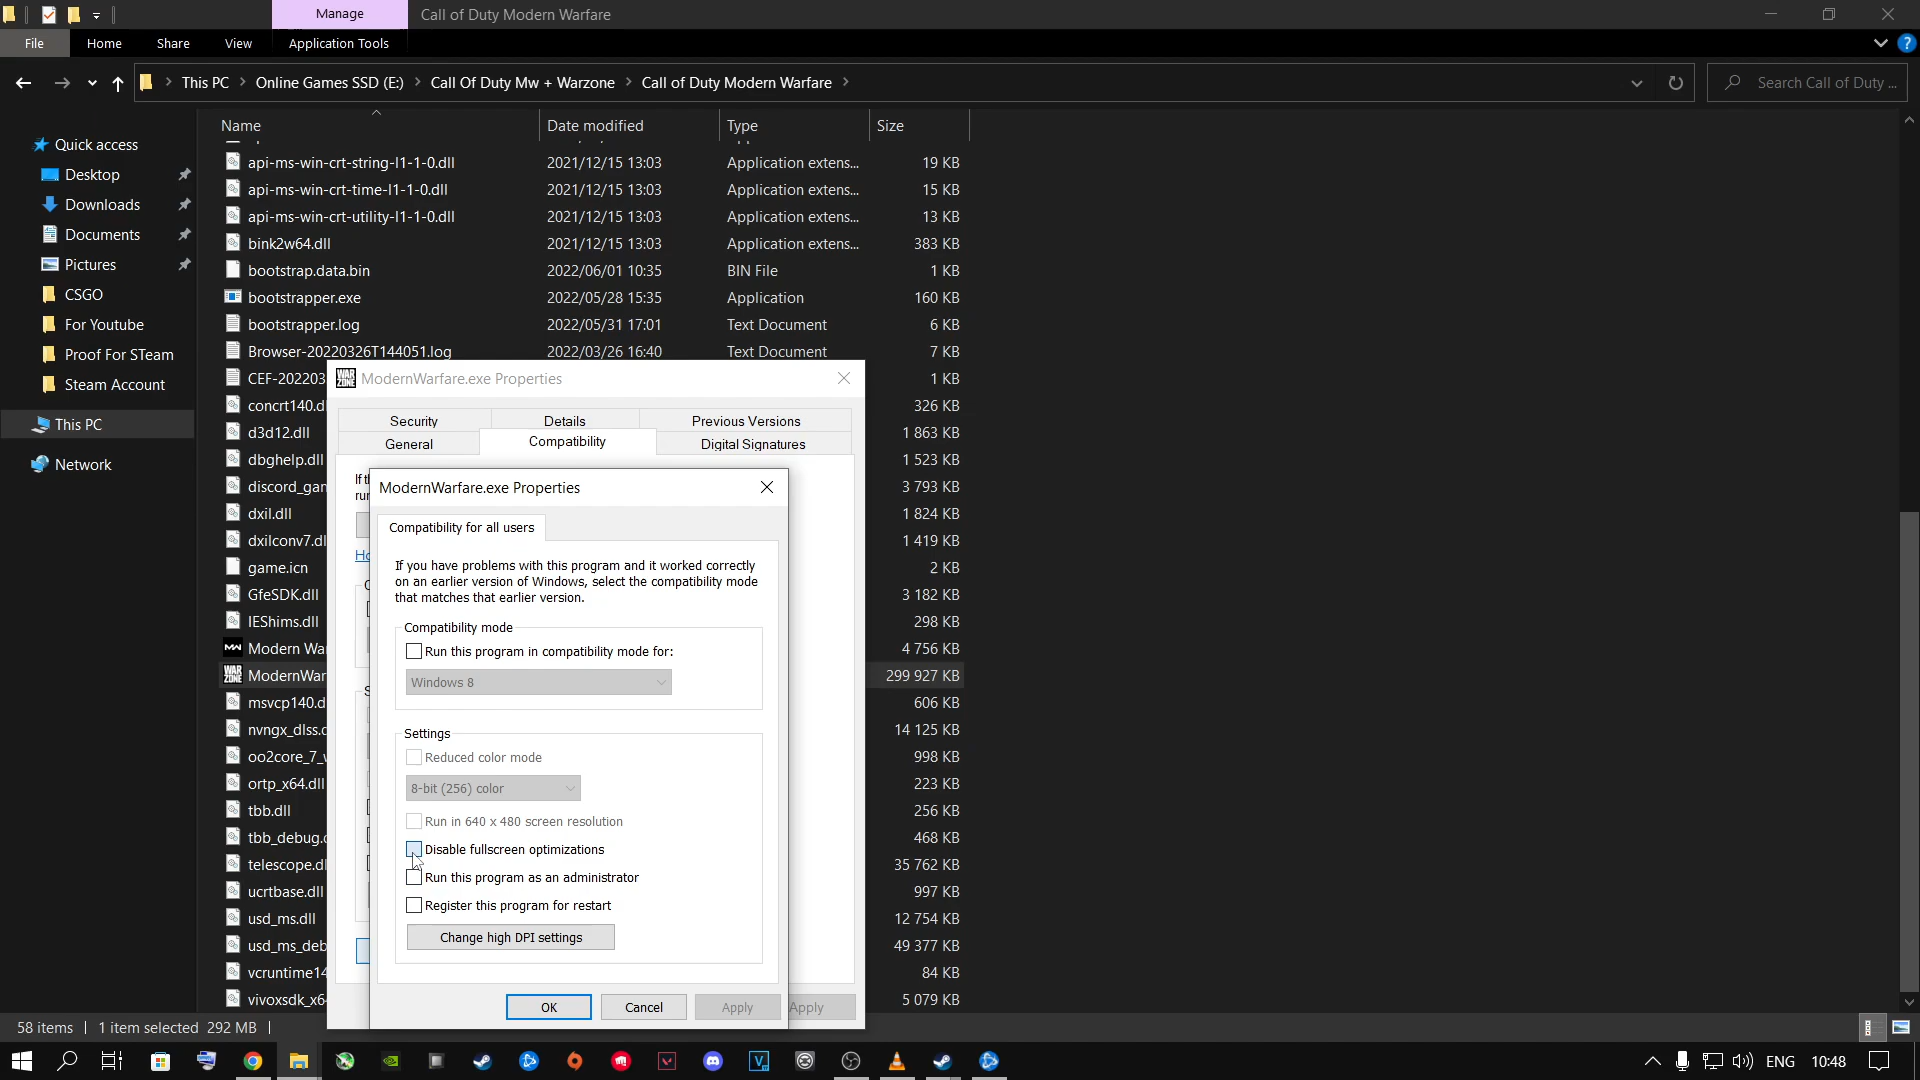 Manage
Call of Duty Modern Warfare
File
Home
Share
View
Application Tools
This PC
Online Games SSD (E:)
Call Of Duty Mw + Warzone
Call of Duty Modern Warfare
Search Call of Duty ...
Name
Date modified
Type
Size
Quick access
Desktop
Downloads
Documents
Pictures
CSGO
For Youtube
Proof For STeam
Steam Account
This PC
Network
api-ms-win-crt-string-l1-1-0.dll 2021/12/15 13:03 Application extens... 19 KB
api-ms-win-crt-time-l1-1-0.dll 2021/12/15 13:03 Application extens... 15 KB
api-ms-win-crt-utility-l1-1-0.dll 2021/12/15 13:03 Application extens... 13 KB
bink2w64.dll 2021/12/15 13:03 Application extens... 383 KB
bootstrap.data.bin 2022/06/01 10:35 BIN File 1 KB
bootstrapper.exe 2022/05/28 15:35 Application 160 KB
bootstrapper.log 2022/05/31 17:01 Text Document 6 KB
Browser-20220326T144051.log 2022/03/26 16:40 Text Document 7 KB
CEF-202203 1 KB
concrt140.d 326 KB
d3d12.dll 1 863 KB
dbghelp.dll 1 523 KB
discord_gam 3 793 KB
dxil.dll 1 824 KB
dxilconv7.dl 1 419 KB
game.icn 2 KB
GfeSDK.dll 3 182 KB
IEShims.dll 298 KB
Modern War 4 756 KB
ModernWar 299 927 KB
msvcp140.d 606 KB
nvngx_dlss.d 14 125 KB
oo2core_7_w 998 KB
ortp_x64.dll 223 KB
tbb.dll 256 KB
tbb_debug.d 468 KB
telescope.dl 35 762 KB
ucrtbase.dll 997 KB
usd_ms.dll 12 754 KB
usd_ms_deb 49 377 KB
vcruntime14 84 KB
vivoxsdk_x6 5 079 KB
ModernWarfare.exe Properties
Security
Details
Previous Versions
General
Compatibility
Digital Signatures
ModernWarfare.exe Properties
Compatibility for all users
If you have problems with this program and it worked correctly
on an earlier version of Windows, select the compatibility mode
that matches that earlier version.
Compatibility mode
Run this program in compatibility mode for:
Windows 8
Settings
Reduced color mode
8-bit (256) color
Run in 640 x 480 screen resolution
Disable fullscreen optimizations
Run this program as an administrator
Register this program for restart
Change high DPI settings
OK
Cancel
Apply
Apply
58 items
1 item selected 292 MB
ENG
10:48